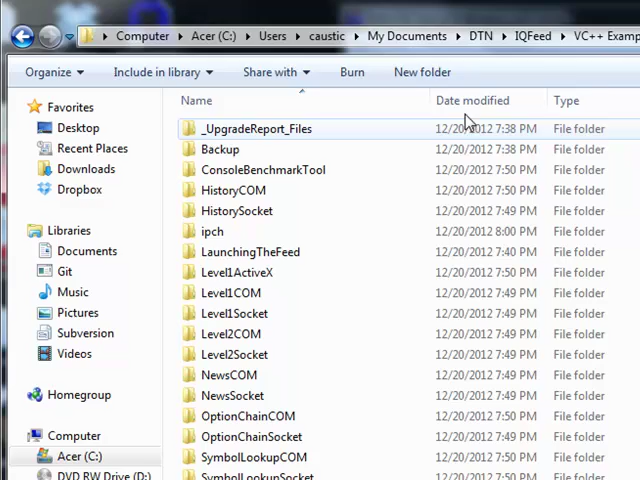 Computer Acer (C:) Users caustic My Documents DTN IQFeed VC++ Examp
Organize Include in library Share with Burn New folder
Name Date modified Type
Favorites
Desktop
Recent Places
Downloads
Dropbox
Libraries
Documents
Git
Music
Pictures
Subversion
Videos
Homegroup
Computer
Acer (C:)
DVD RW Drive (D:)
_UpgradeReport_Files 12/20/2012 7:38 PM File folder
Backup 12/20/2012 7:38 PM File folder
ConsoleBenchmarkTool 12/20/2012 7:50 PM File folder
HistoryCOM 12/20/2012 7:50 PM File folder
HistorySocket 12/20/2012 7:49 PM File folder
ipch 12/20/2012 8:00 PM File folder
LaunchingTheFeed 12/20/2012 7:40 PM File folder
Level1ActiveX 12/20/2012 7:50 PM File folder
Level1COM 12/20/2012 7:49 PM File folder
Level1Socket 12/20/2012 7:49 PM File folder
Level2COM 12/20/2012 7:49 PM File folder
Level2Socket 12/20/2012 7:49 PM File folder
NewsCOM 12/20/2012 7:49 PM File folder
NewsSocket 12/20/2012 7:49 PM File folder
OptionChainCOM 12/20/2012 7:50 PM File folder
OptionChainSocket 12/20/2012 7:49 PM File folder
SymbolLookupCOM 12/20/2012 7:50 PM File folder
SymbolLookupSocket 12/20/2012 7:50 PM File folder